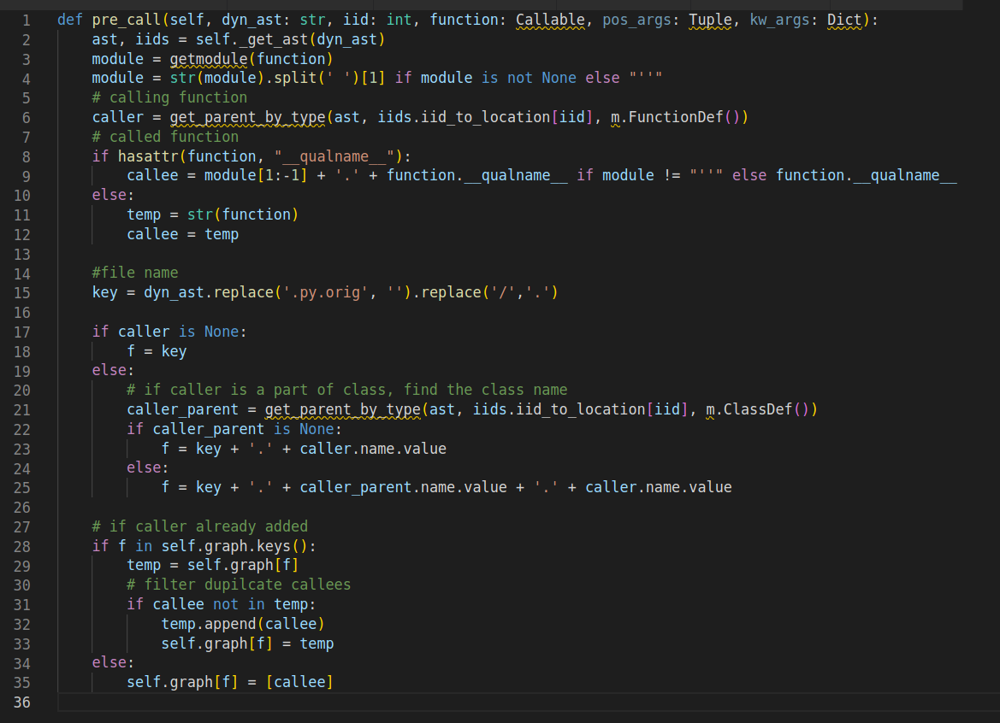 1 def pre_call(self, dyn_ast: str, iid: int, function: Callable, pos_args: Tuple, kw_args: Dict):
2     ast, iids = self._get_ast(dyn_ast)
3     module = getmodule(function)
4     module = str(module).split(' ')[1] if module is not None else "''"
5     # calling function
6     caller = get_parent_by_type(ast, iids.iid_to_location[iid], m.FunctionDef())
7     # called function
8     if hasattr(function, "__qualname__"):
9         callee = module[1:-1] + '.' + function.__qualname__ if module != "''" else function.__qualname__
10     else:
11         temp = str(function)
12         callee = temp
13
14     #file name
15     key = dyn_ast.replace('.py.orig', '').replace('/','.')
16
17     if caller is None:
18         f = key
19     else:
20         # if caller is a part of class, find the class name
21         caller_parent = get_parent_by_type(ast, iids.iid_to_location[iid], m.ClassDef())
22         if caller_parent is None:
23             f = key + '.' + caller.name.value
24         else:
25             f = key + '.' + caller_parent.name.value + '.' + caller.name.value
26
27     # if caller already added
28     if f in self.graph.keys():
29         temp = self.graph[f]
30         # filter dupilcate callees
31         if callee not in temp:
32             temp.append(callee)
33             self.graph[f] = temp
34     else:
35         self.graph[f] = [callee]
36